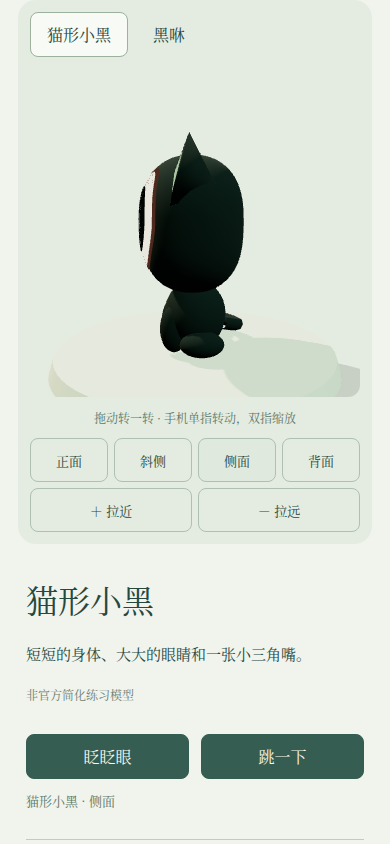 猫形小黑
黑咻
拖动转一转 · 手机单指转动，双指缩放
正面
斜侧
侧面
背面
＋ 拉近
－ 拉远
猫形小黑
短短的身体、大大的眼睛和一张小三角嘴。
非官方简化练习模型
眨眨眼
跳一下
猫形小黑 · 侧面